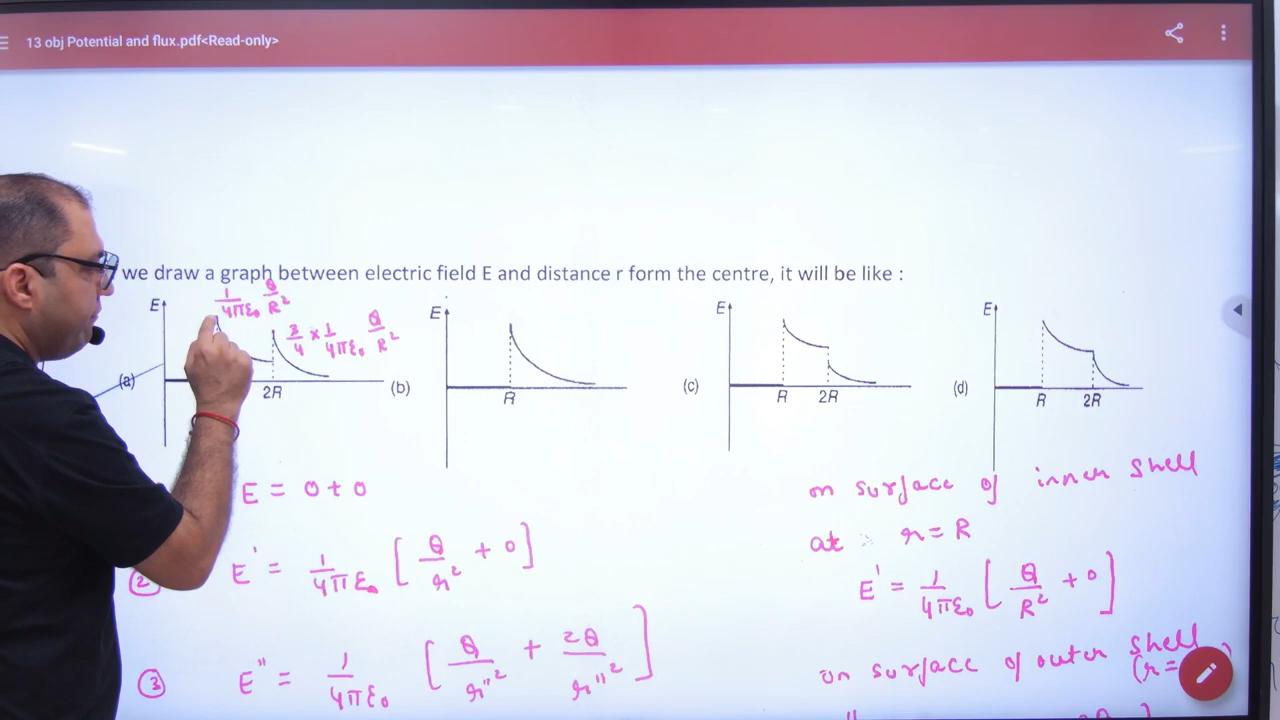 13 obj Potential and flux.pdf<Read-only>
we draw a graph between electric field E and distance r form the centre, it will be like :
(a) E 2R
1/4πε₀ Q/R²
3/4 × 1/4πε₀ Q/R²
(b) E R
(c) E R 2R
(d) E R 2R
E = 0 + 0
② E' = 1/4πε₀ [ Q/r² + 0 ]
③ E'' = 1/4πε₀ [ Q/r''² + 2Q/r''² ]
on surface of inner shell
at r = R
E' = 1/4πε₀ [ Q/R² + 0 ]
on surface of outer shell
(r =